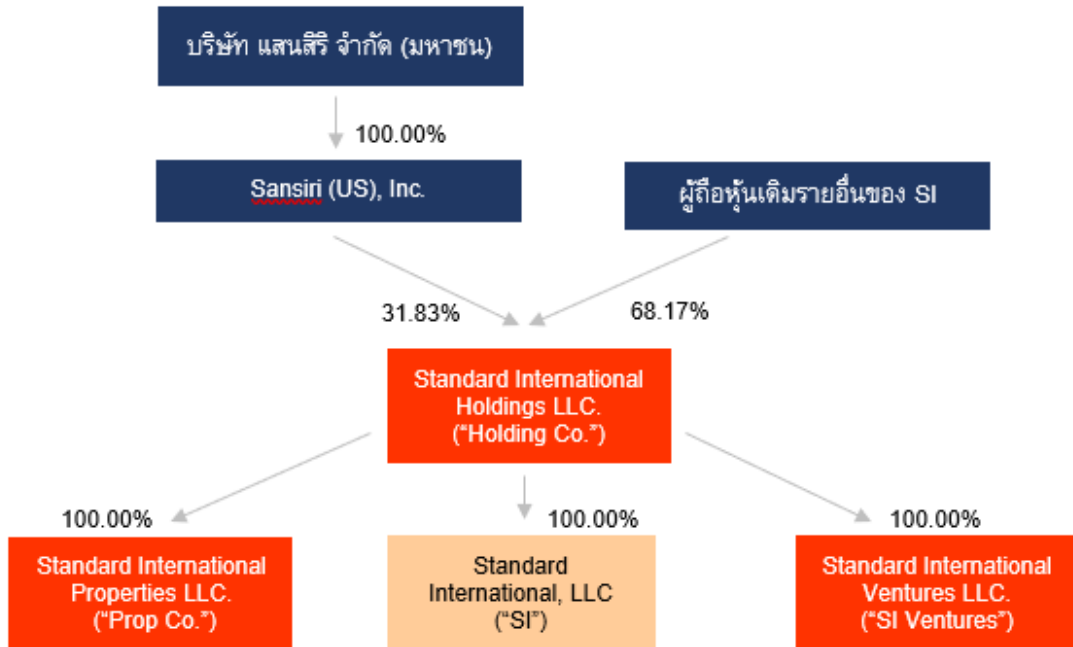 บริษัท แสนสิริ จำกัด (มหาชน)
100.00%
Sansiri (US), Inc.
ผู้ถือหุ้นเดิมรายอื่นของ SI
31.83%
68.17%
Standard International
Holdings LLC.
(“Holding Co.”)
100.00%
100.00%
100.00%
Standard International
Properties LLC.
(“Prop Co.”)
Standard
International, LLC
(“SI”)
Standard International
Ventures LLC.
(“SI Ventures”)